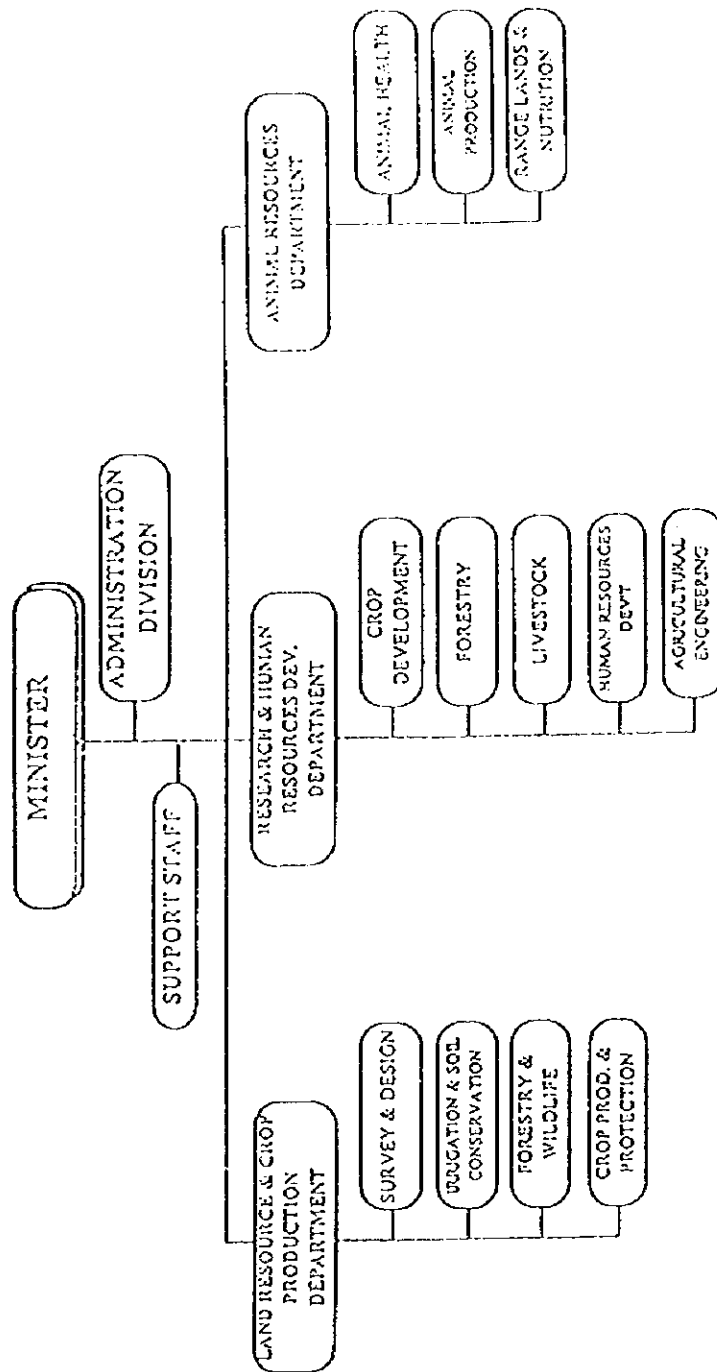 MINISTER
ADMINISTRATION
DIVISION
SUPPORT STAFF
LAND RESOURCE & CROP
PRODUCTION
DEPARTMENT
SURVEY & DESIGN
IRRIGATION & SOIL
CONSERVATION
FORESTRY &
WILDLIFE
CROP PROD. &
PROTECTION
RESEARCH & HUMAN
RESOURCES DEV.
DEPARTMENT
CROP
DEVELOPMENT
FORESTRY
LIVESTOCK
HUMAN RESOURCES
DEVT
AGRICULTURAL
ENGINEERING
ANIMAL RESOURCES
DEPARTMENT
ANIMAL HEALTH
ANIMAL
PRODUCTION
RANGE LANDS &
NUTRITION